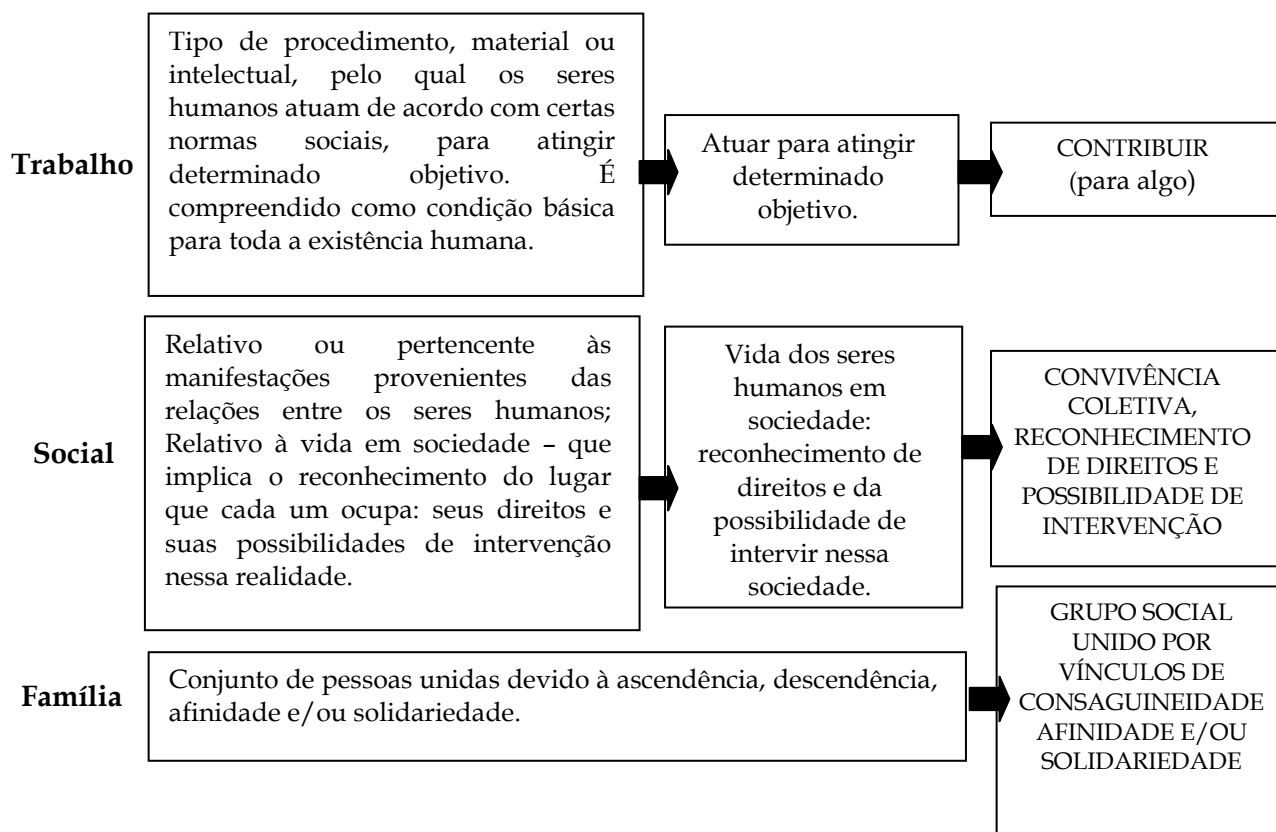 Trabalho
Tipo de procedimento, material ou
intelectual, pelo qual os seres
humanos atuam de acordo com certas
normas sociais, para atingir
determinado objetivo. É
compreendido como condição básica
para toda a existência humana.
Atuar para atingir
determinado
objetivo.
CONTRIBUIR
(para algo)
Social
Relativo ou pertencente às
manifestações provenientes das
relações entre os seres humanos;
Relativo à vida em sociedade – que
implica o reconhecimento do lugar
que cada um ocupa: seus direitos e
suas possibilidades de intervenção
nessa realidade.
Vida dos seres
humanos em
sociedade:
reconhecimento de
direitos e da
possibilidade de
intervir nessa
sociedade.
CONVIVÊNCIA
COLETIVA,
RECONHECIMENTO
DE DIREITOS E
POSSIBILIDADE DE
INTERVENÇÃO
Família
Conjunto de pessoas unidas devido à ascendência, descendência,
afinidade e/ou solidariedade.
GRUPO SOCIAL
UNIDO POR
VÍNCULOS DE
CONSAGUINEIDADE
AFINIDADE E/OU
SOLIDARIEDADE